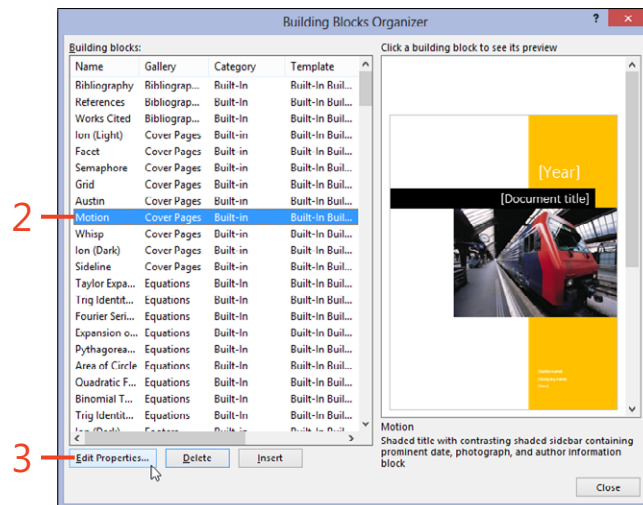 Building Blocks Organizer ? ×
Building blocks:
Name Gallery Category Template
Bibliography Bibliograp... Built-In Built-In Buil...
References Bibliograp... Built-In Built-In Buil...
Works Cited Bibliograp... Built-In Built-In Buil...
Ion (Light) Cover Pages Built-in Built-In Buil...
Facet Cover Pages Built-in Built-In Buil...
Semaphore Cover Pages Built-in Built-In Buil...
Grid Cover Pages Built-in Built-In Buil...
Austin Cover Pages Built-in Built-In Buil...
2 Motion Cover Pages Built-in Built-In Buil...
Whisp Cover Pages Built-in Built-In Buil...
Ion (Dark) Cover Pages Built-in Built-In Buil...
Sideline Cover Pages Built-in Built-In Buil...
Taylor Expa... Equations Built-In Built-In Buil...
Trig Identit... Equations Built-In Built-In Buil...
Fourier Seri... Equations Built-In Built-In Buil...
Expansion o... Equations Built-In Built-In Buil...
Pythagorea... Equations Built-In Built-In Buil...
Area of Circle Equations Built-In Built-In Buil...
Quadratic F... Equations Built-In Built-In Buil...
Binomial T... Equations Built-In Built-In Buil...
Trig Identit... Equations Built-In Built-In Buil...
Ion (Dark) Footers Built-in Built-In Buil...
3 Edit Properties... Delete Insert
Click a building block to see its preview
[Year]
[Document title]
Motion
Shaded title with contrasting shaded sidebar containing
prominent date, photograph, and author information
block
Close